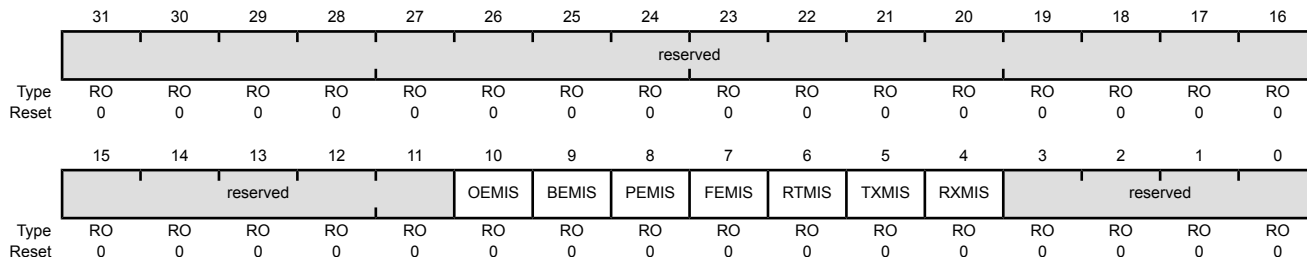 31 30 29 28 27 26 25 24 23 22 21 20 19 18 17 16
reserved
Type RO RO RO RO RO RO RO RO RO RO RO RO RO RO RO RO
Reset 0 0 0 0 0 0 0 0 0 0 0 0 0 0 0 0
15 14 13 12 11 10 9 8 7 6 5 4 3 2 1 0
reserved OEMIS BEMIS PEMIS FEMIS RTMIS TXMIS RXMIS reserved
Type RO RO RO RO RO RO RO RO RO RO RO RO RO RO RO RO
Reset 0 0 0 0 0 0 0 0 0 0 0 0 0 0 0 0